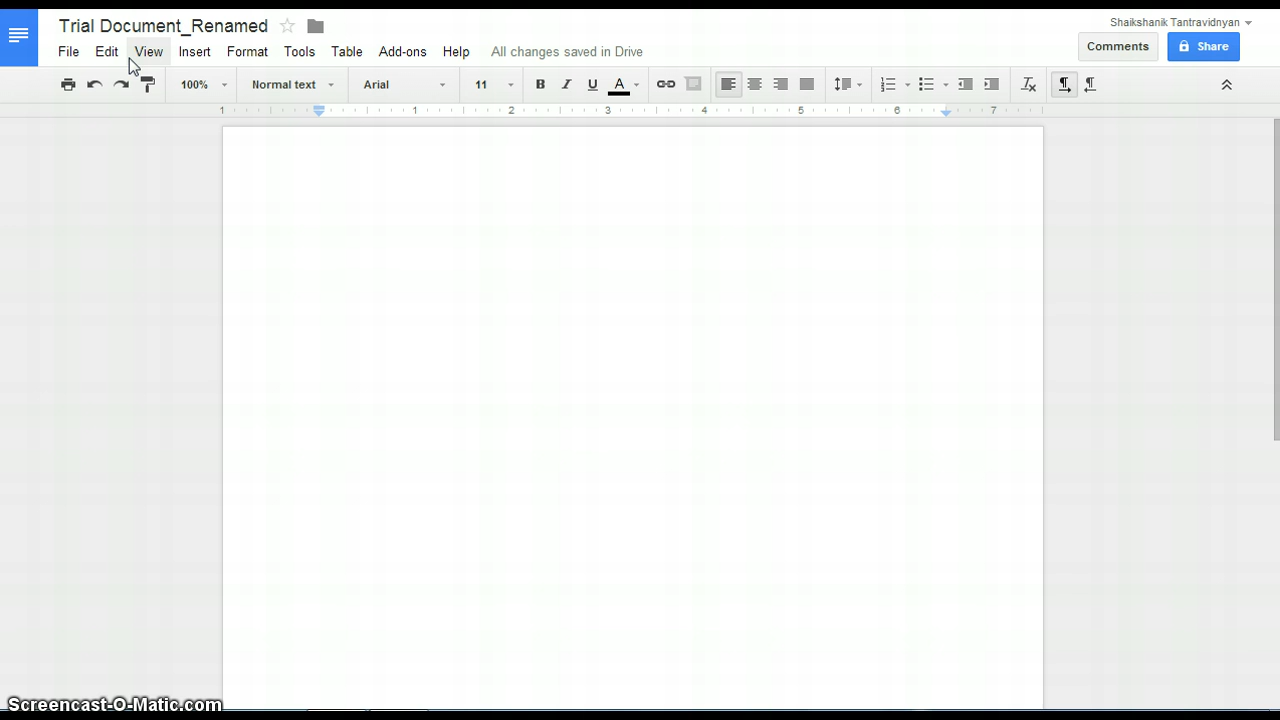 Trial Document_Renamed
Shaikshanik Tantravidnyan
File Edit View Insert Format Tools Table Add-ons Help All changes saved in Drive
Comments Share
100% Normal text Arial 11 B I U A
1 1 2 3 4 5 6 7
Screencast-O-Matic.com